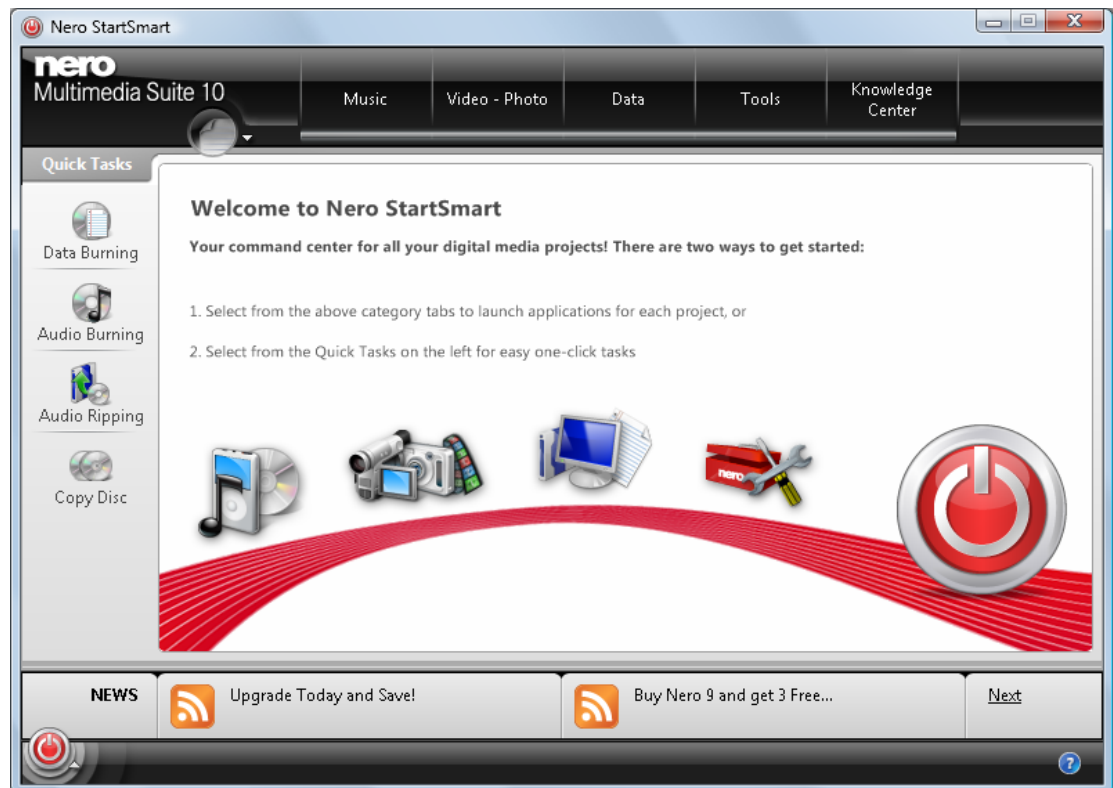 Nero StartSmart
nero
Multimedia Suite 10
Music
Video - Photo
Data
Tools
Knowledge
Center
Quick Tasks
Data Burning
Audio Burning
Audio Ripping
Copy Disc
Welcome to Nero StartSmart
Your command center for all your digital media projects! There are two ways to get started:
1. Select from the above category tabs to launch applications for each project, or
2. Select from the Quick Tasks on the left for easy one-click tasks
nero
NEWS
Upgrade Today and Save!
Buy Nero 9 and get 3 Free...
Next
?